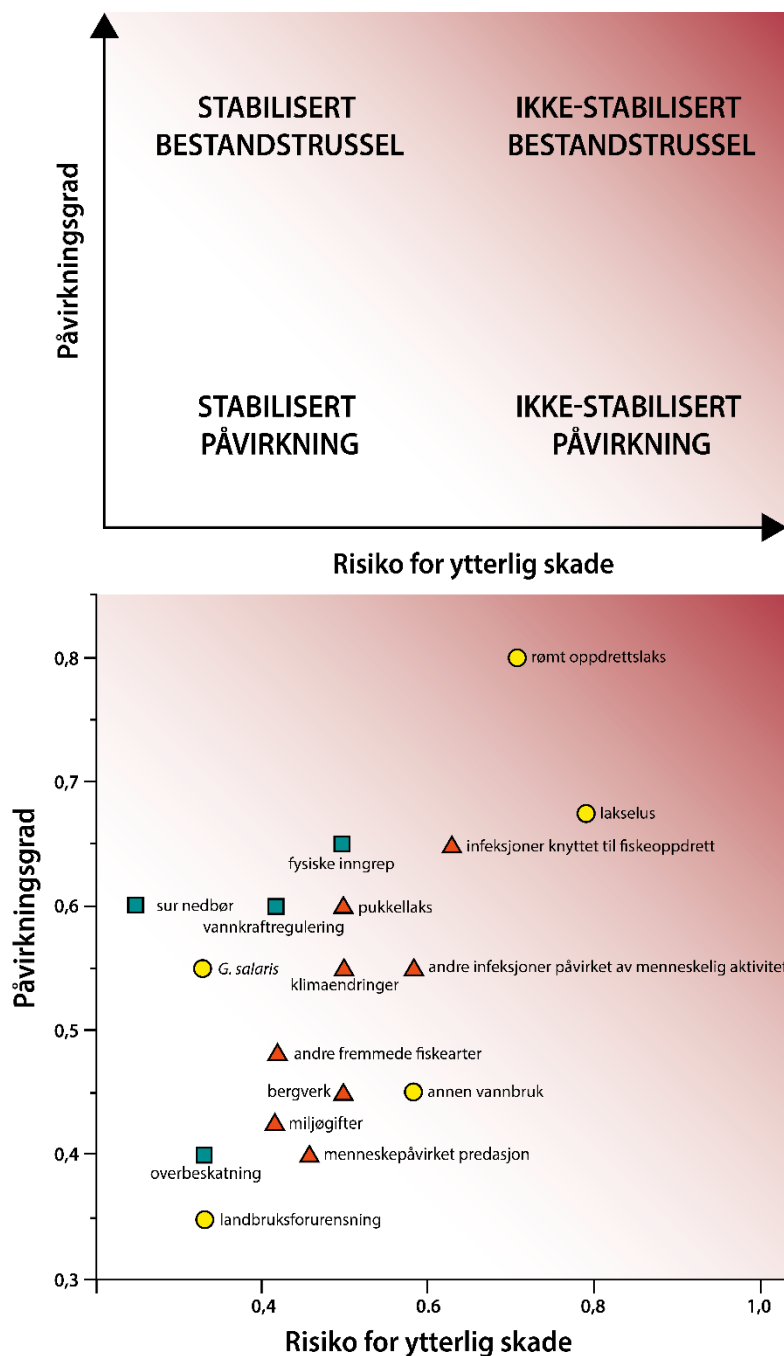 STABILISERT
BESTANDSTRUSSEL
IKKE-STABILISERT
BESTANDSTRUSSEL
Påvirkningsgrad
STABILISERT
PÅVIRKNING
IKKE-STABILISERT
PÅVIRKNING
Risiko for ytterlig skade
0,8
rømt oppdrettslaks
0,7
lakselus
fysiske inngrep
infeksjoner knyttet til fiskeoppdrett
Påvirkningsgrad
0,6
sur nedbør
vannkraftregulering
pukkellaks
G. salaris
klimaendringer
andre infeksjoner påvirket av menneskelig aktivitet
0,5
andre fremmede fiskearter
bergverk
annen vannbruk
miljøgifter
0,4
overbeskatning
menneskepåvirket predasjon
landbruksforurensning
0,3
0,4
0.6
0,8
1,0
Risiko for ytterlig skade